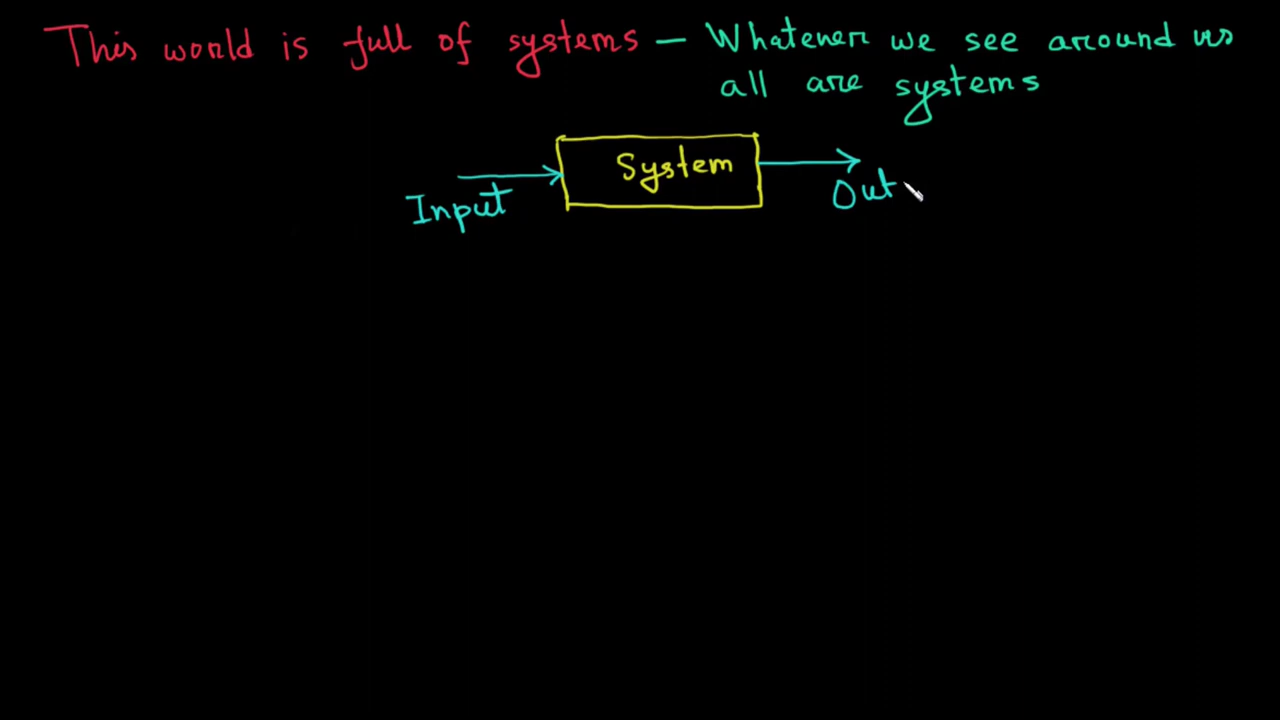 This world is full of systems — Whatever we see around us
all are systems
System
Input
Out